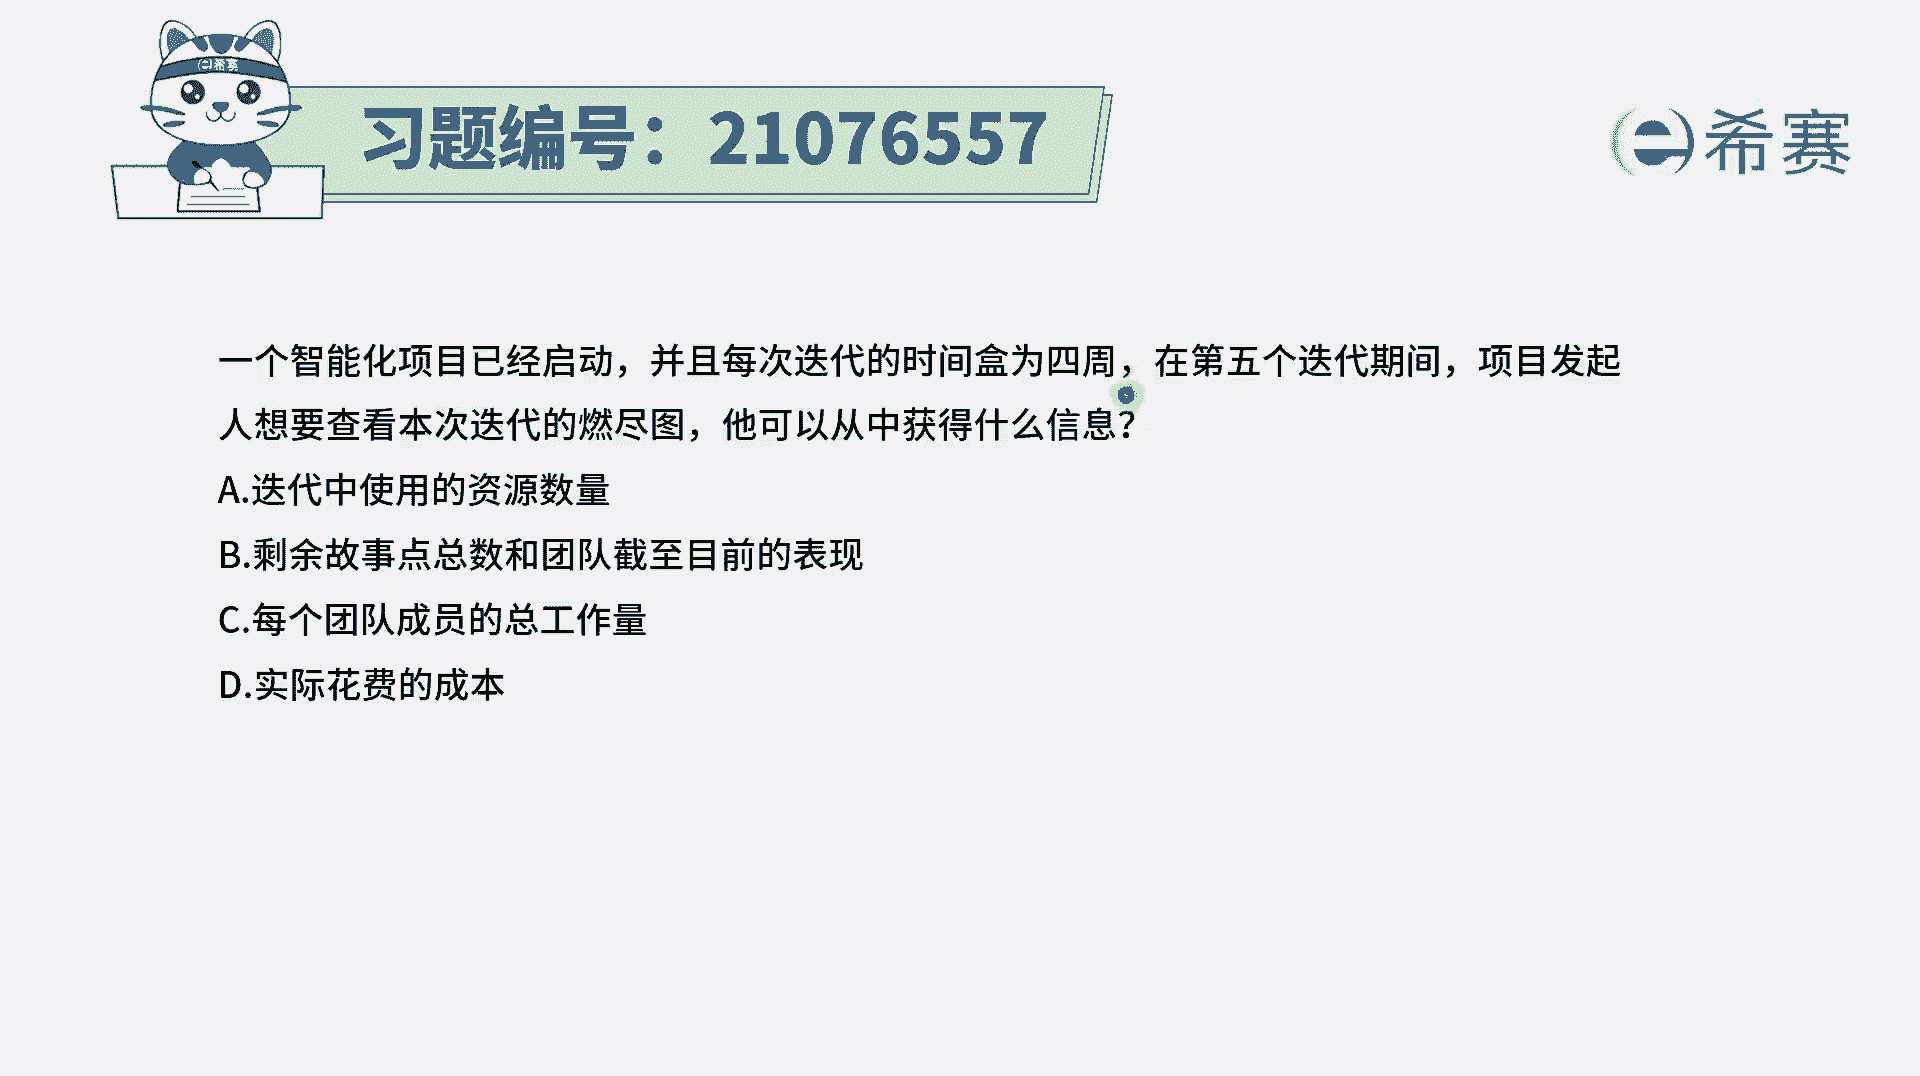 e希赛
习题编号：21076557
e希赛
一个智能化项目已经启动，并且每次迭代的时间盒为四周，在第五个迭代期间，项目发起
人想要查看本次迭代的燃尽图，他可以从中获得什么信息？
A.迭代中使用的资源数量
B.剩余故事点总数和团队截至目前的表现
C.每个团队成员的总工作量
D.实际花费的成本